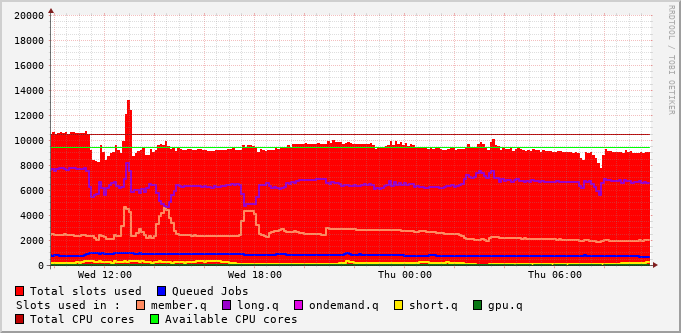 20000
18000
16000
14000
12000
10000
8000
6000
4000
2000
0
Wed 12:00 Wed 18:00 Thu 00:00 Thu 06:00
Total slots used Queued Jobs
Slots used in : member.q long.q ondemand.q short.q gpu.q
Total CPU cores Available CPU cores
RRDTOOL / TOBI OETIKER